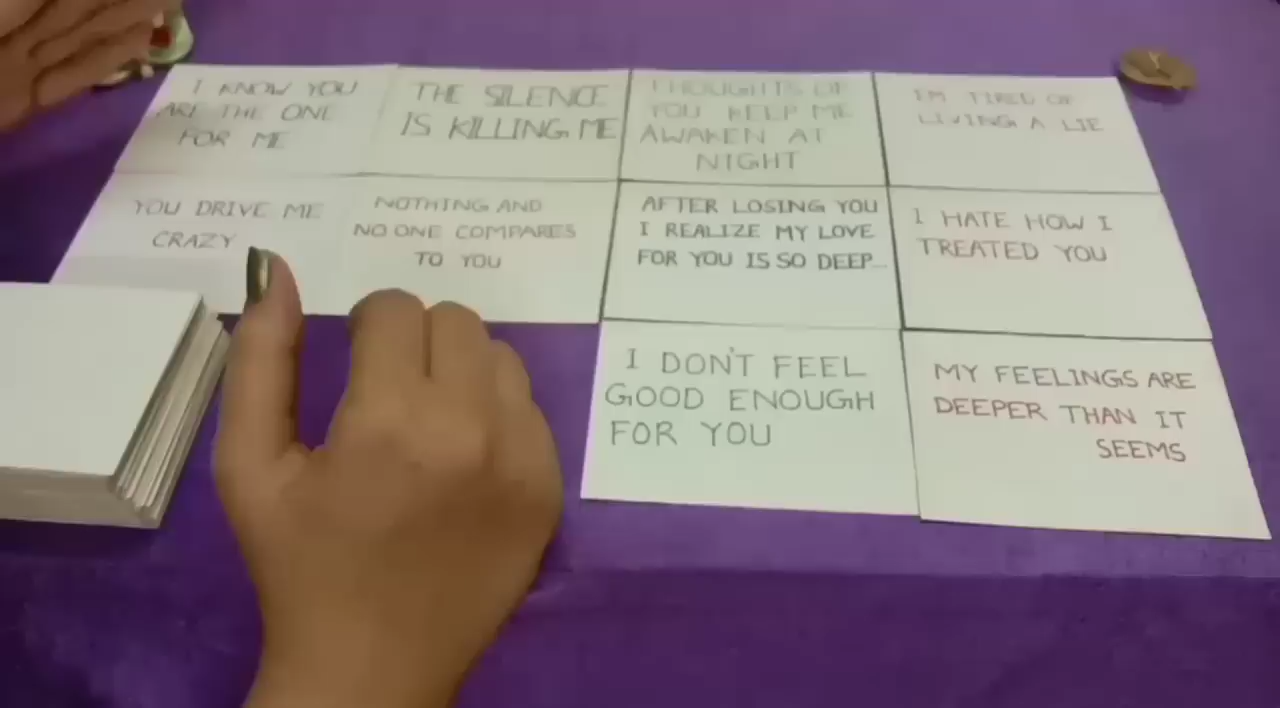 I KNOW YOU
ARE THE ONE
FOR ME
THE SILENCE
IS KILLING ME
THOUGHTS OF
YOU KEEP ME
AWAKEN AT
NIGHT
I'M TIRED OF
LIVING A LIE
YOU DRIVE ME
CRAZY
NOTHING AND
NO ONE COMPARES
TO YOU
AFTER LOSING YOU
I REALIZE MY LOVE
FOR YOU IS SO DEEP...
I HATE HOW I
TREATED YOU
I DON'T FEEL
GOOD ENOUGH
FOR YOU
MY FEELINGS ARE
DEEPER THAN IT
SEEMS